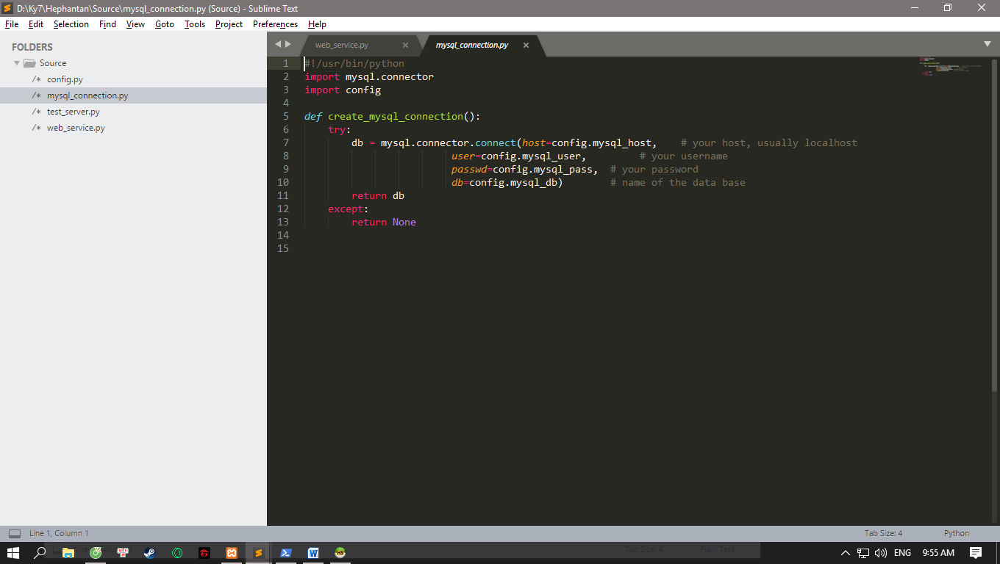 D:\Ky7\Hephantan\Source\mysql_connection.py (Source) - Sublime Text
File Edit Selection Find View Goto Tools Project Preferences Help
FOLDERS
Source
config.py
mysql_connection.py
test_server.py
web_service.py
web_service.py mysql_connection.py
1 #!/usr/bin/python
2 import mysql.connector
3 import config
4
5 def create_mysql_connection():
6 try:
7 db = mysql.connector.connect(host=config.mysql_host, # your host, usually localhost
8 user=config.mysql_user, # your username
9 passwd=config.mysql_pass, # your password
10 db=config.mysql_db) # name of the data base
11 return db
12 except:
13 return None
14
15
Line 1, Column 1 Tab Size: 4 Python
Tab Size: 4 Plain Text
ENG 9:55 AM